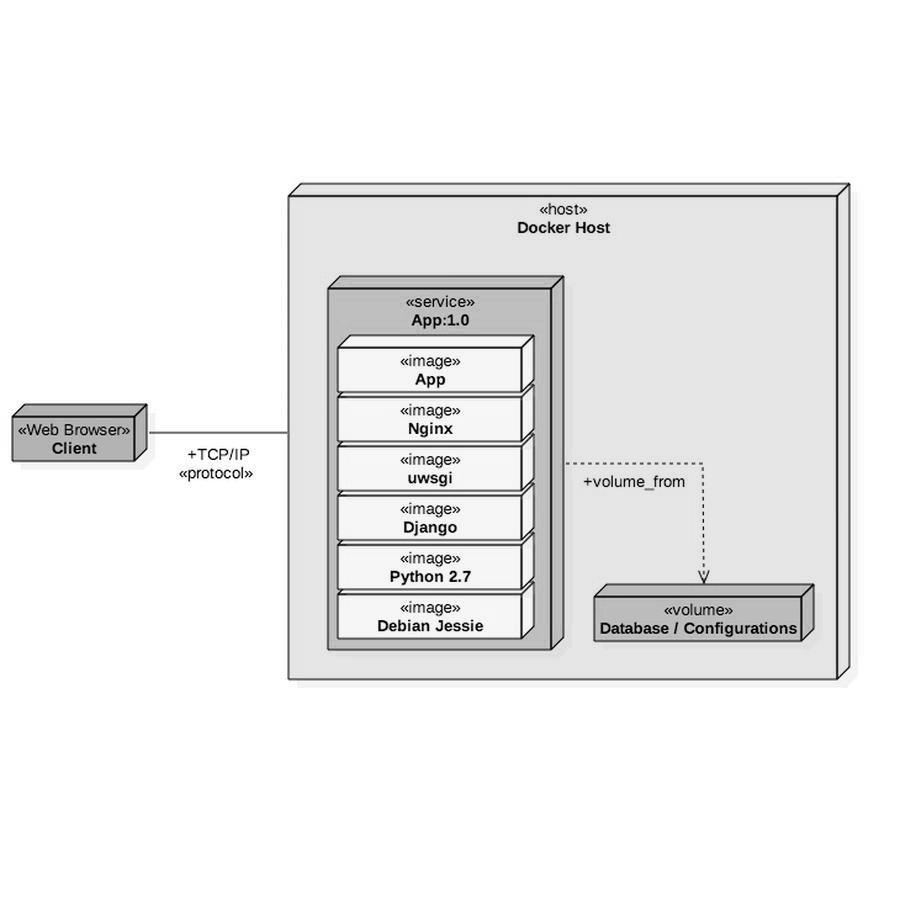 «host»
Docker Host
«service»
App:1.0
«image»
App
«image»
Nginx
«image»
uwsgi
«image»
Django
«image»
Python 2.7
«image»
Debian Jessie
«Web Browser»
Client
+TCP/IP
«protocol»
+volume_from
«volume»
Database / Configurations